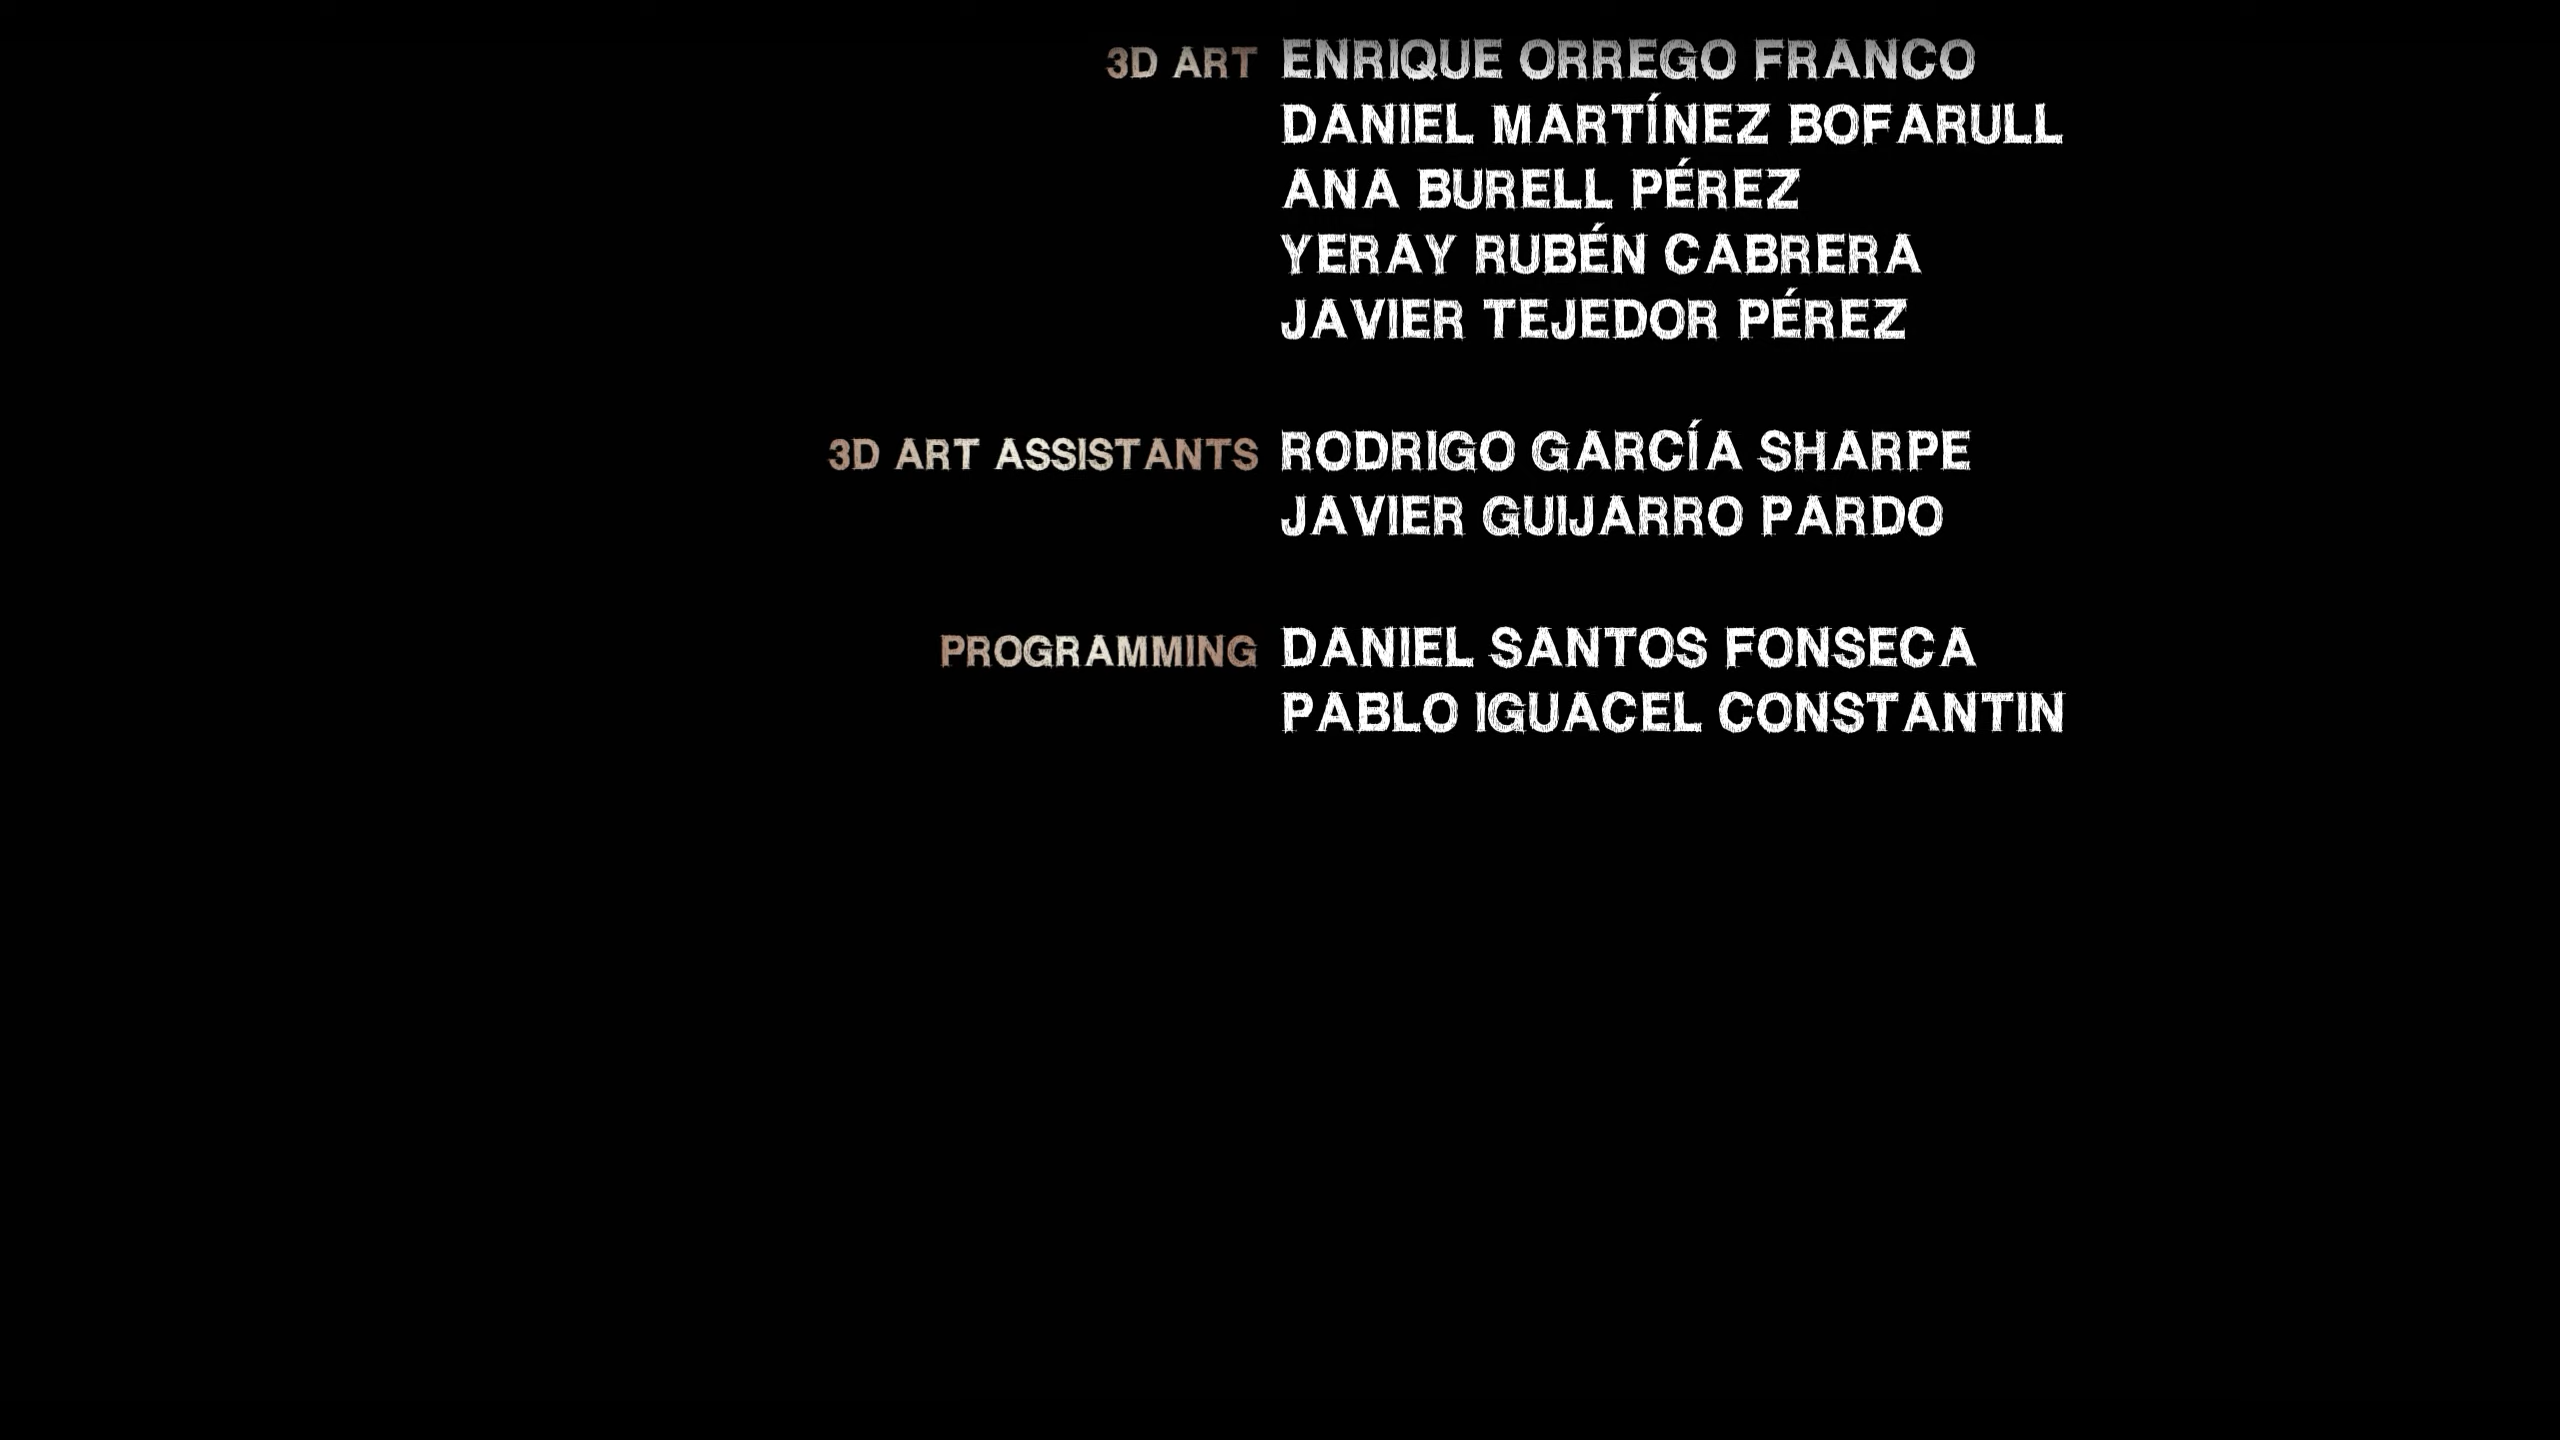 3D ART ENRIQUE ORREGO FRANCO
DANIEL MARTÍNEZ BOFARULL
ANA BURELL PÉREZ
YERAY RUBÉN CABRERA
JAVIER TEJEDOR PÉREZ
3D ART ASSISTANTS RODRIGO GARCÍA SHARPE
JAVIER GUIJARRO PARDO
PROGRAMMING DANIEL SANTOS FONSECA
PABLO IGUACEL CONSTANTIN